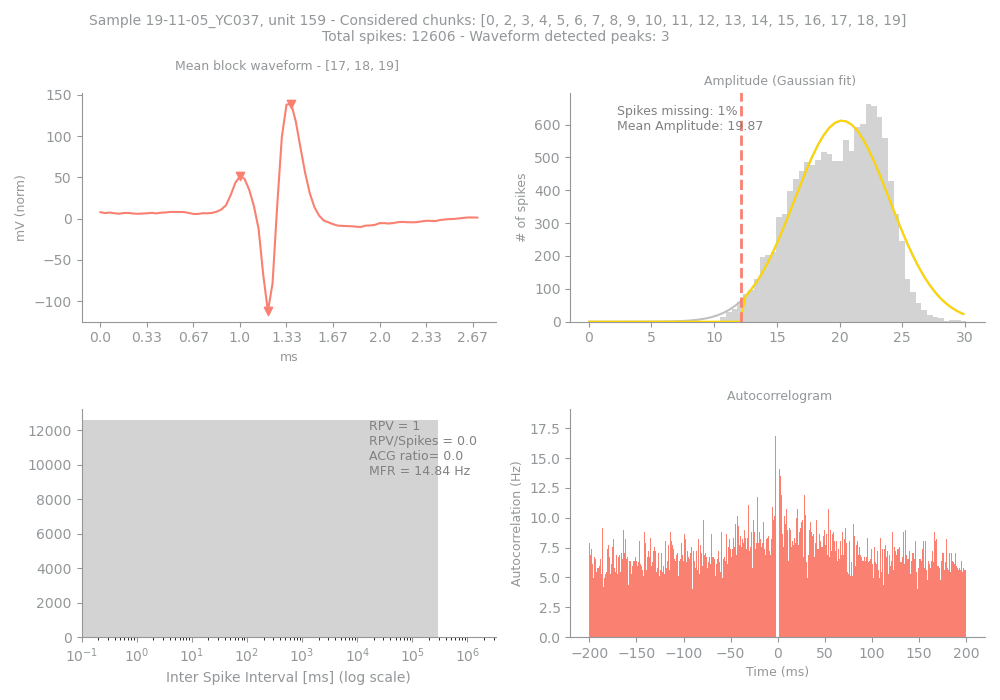 Sample 19-11-05_YC037, unit 159 - Considered chunks: [0, 2, 3, 4, 5, 6, 7, 8, 9, 10, 11, 12, 13, 14, 15, 16, 17, 18, 19]
Total spikes: 12606 - Waveform detected peaks: 3
Mean block waveform - [17, 18, 19]
mV (norm)
150
100
50
0
−50
−100
0.0 0.33 0.67 1.0 1.33 1.67 2.0 2.33 2.67
ms
Amplitude (Gaussian fit)
Spikes missing: 1%
Mean Amplitude: 19.87
# of spikes
600
500
400
300
200
100
0
0 5 10 15 20 25 30
RPV = 1
RPV/Spikes = 0.0
ACG ratio= 0.0
MFR = 14.84 Hz
12000
10000
8000
6000
4000
2000
0
10⁻¹ 10⁰ 10¹ 10² 10³ 10⁴ 10⁵ 10⁶
Inter Spike Interval [ms] (log scale)
Autocorrelogram
Autocorrelation (Hz)
17.5
15.0
12.5
10.0
7.5
5.0
2.5
0.0
−200 −150 −100 −50 0 50 100 150 200
Time (ms)